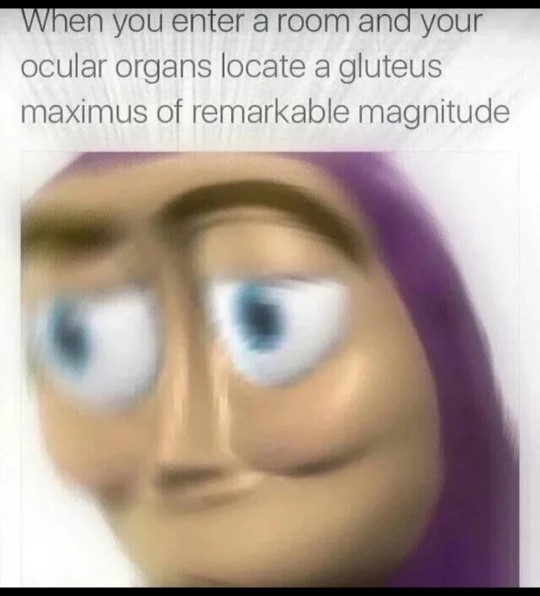 When you enter a room and your
ocular organs locate a gluteus
maximus of remarkable magnitude